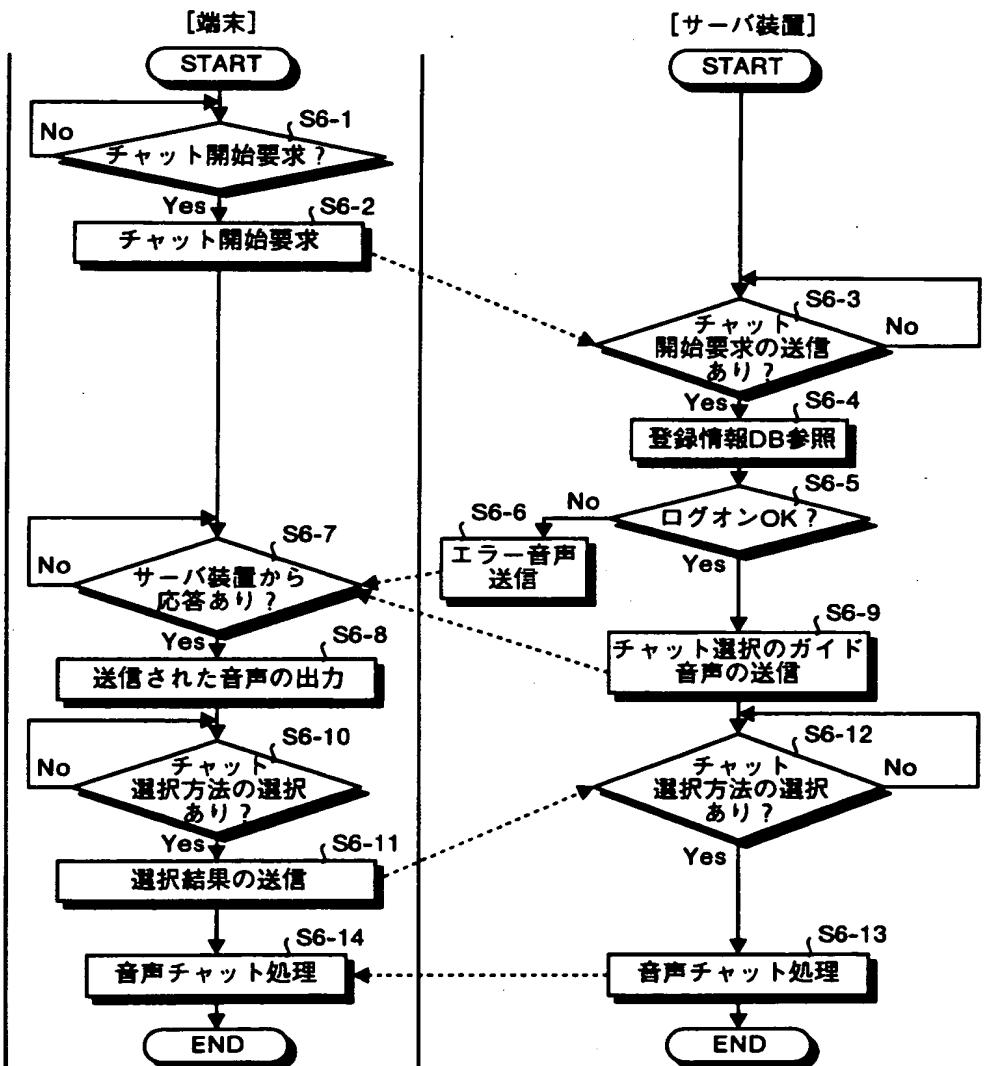 [端末]
START
No
S6-1
チャット開始要求？
Yes
S6-2
チャット開始要求
S6-7
No
サーバ装置から
応答あり？
Yes
S6-8
送信された音声の出力
S6-10
No
チャット
選択方法の選択
あり？
Yes
S6-11
選択結果の送信
S6-14
音声チャット処理
END
[サーバ装置]
START
S6-3
チャット
開始要求の送信
あり？
No
Yes
S6-4
登録情報DB参照
S6-5
ログオンOK？
No
S6-6
エラー音声
送信
Yes
S6-9
チャット選択のガイド
音声の送信
S6-12
チャット
選択方法の選択
あり？
No
Yes
S6-13
音声チャット処理
END